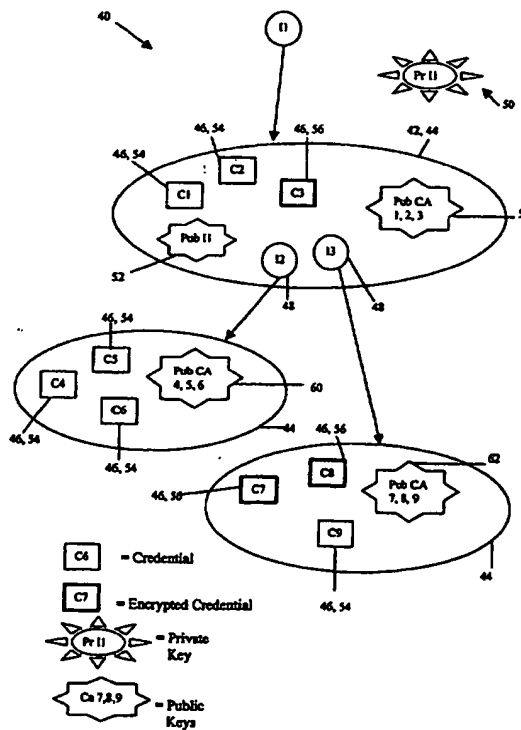 40
I1
Pr I1
50
46, 54
46, 56
42, 44
46, 54
C2
C1
C3
Pub CA
1, 2, 3
Pub I1
52
I2
I3
48
48
46, 54
C5
C4
Pub CA
4, 5, 6
60
C6
46, 54
46, 54
44
46, 56
62
C8
46, 56
C7
Pub CA
7, 8, 9
C9
46, 54
44
C6
= Credential
C7
= Encrypted Credential
Pr I1
= Private
Key
Ca 7,8,9
= Public
Keys